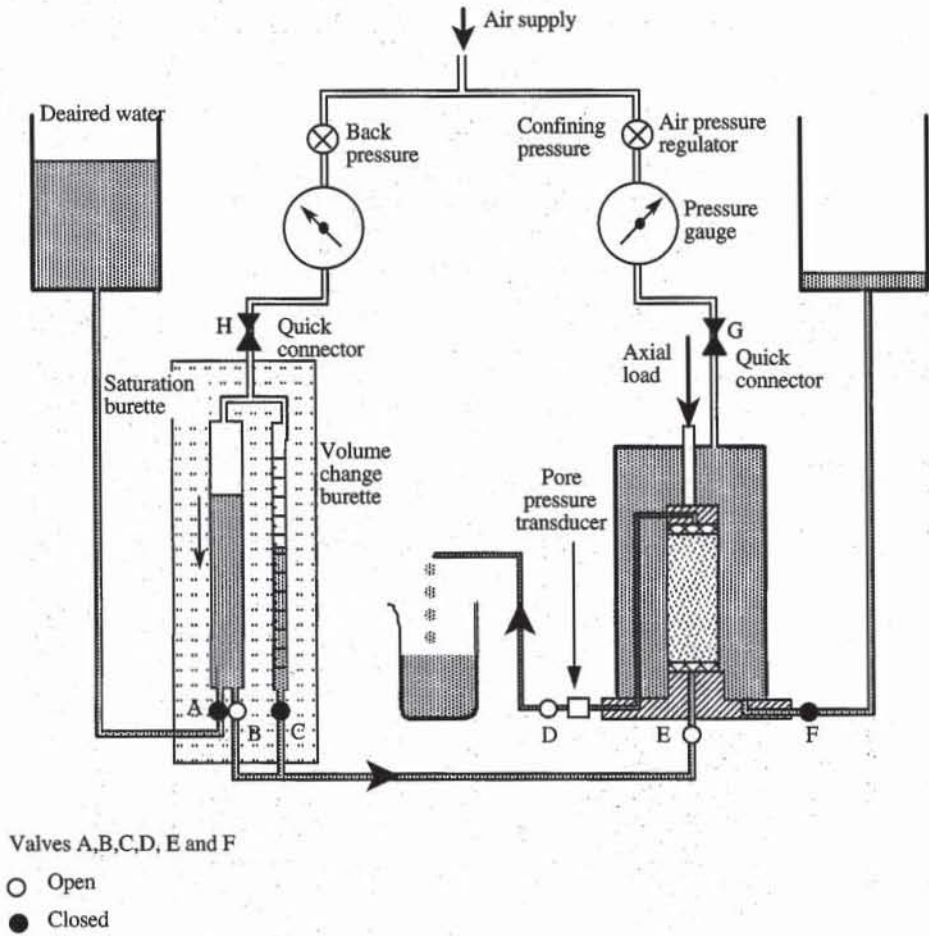 Air supply
Deaired water
Back
pressure
Confining
pressure
Air pressure
regulator
Pressure
gauge
H
Quick
connector
G
Quick
connector
Axial
load
Saturation
burette
Volume
change
burette
Pore
pressure
transducer
A
B
C
D
E
F
Valves A,B,C,D, E and F
Open
Closed